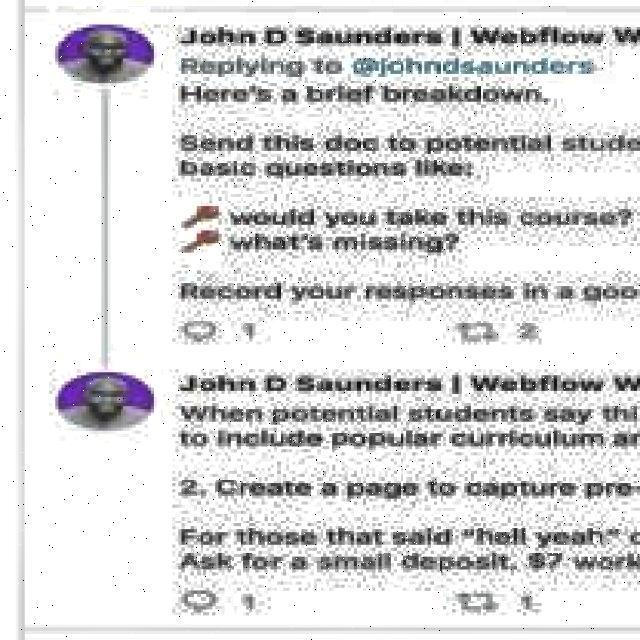 John D Saunders | Webflow W
Replying to @johndsaunders
Here's a brief breakdown.
Send this doc to potential stude
basic questions like:
would you take this course?
what's missing?
Record your responses in a goo
1 2
John D Saunders | Webflow W
When potential students say thi
to include popular curriculum an
2. Create a page to capture pre-
For those that said "hell yeah" o
Ask for a small deposit. $7 work
1 1